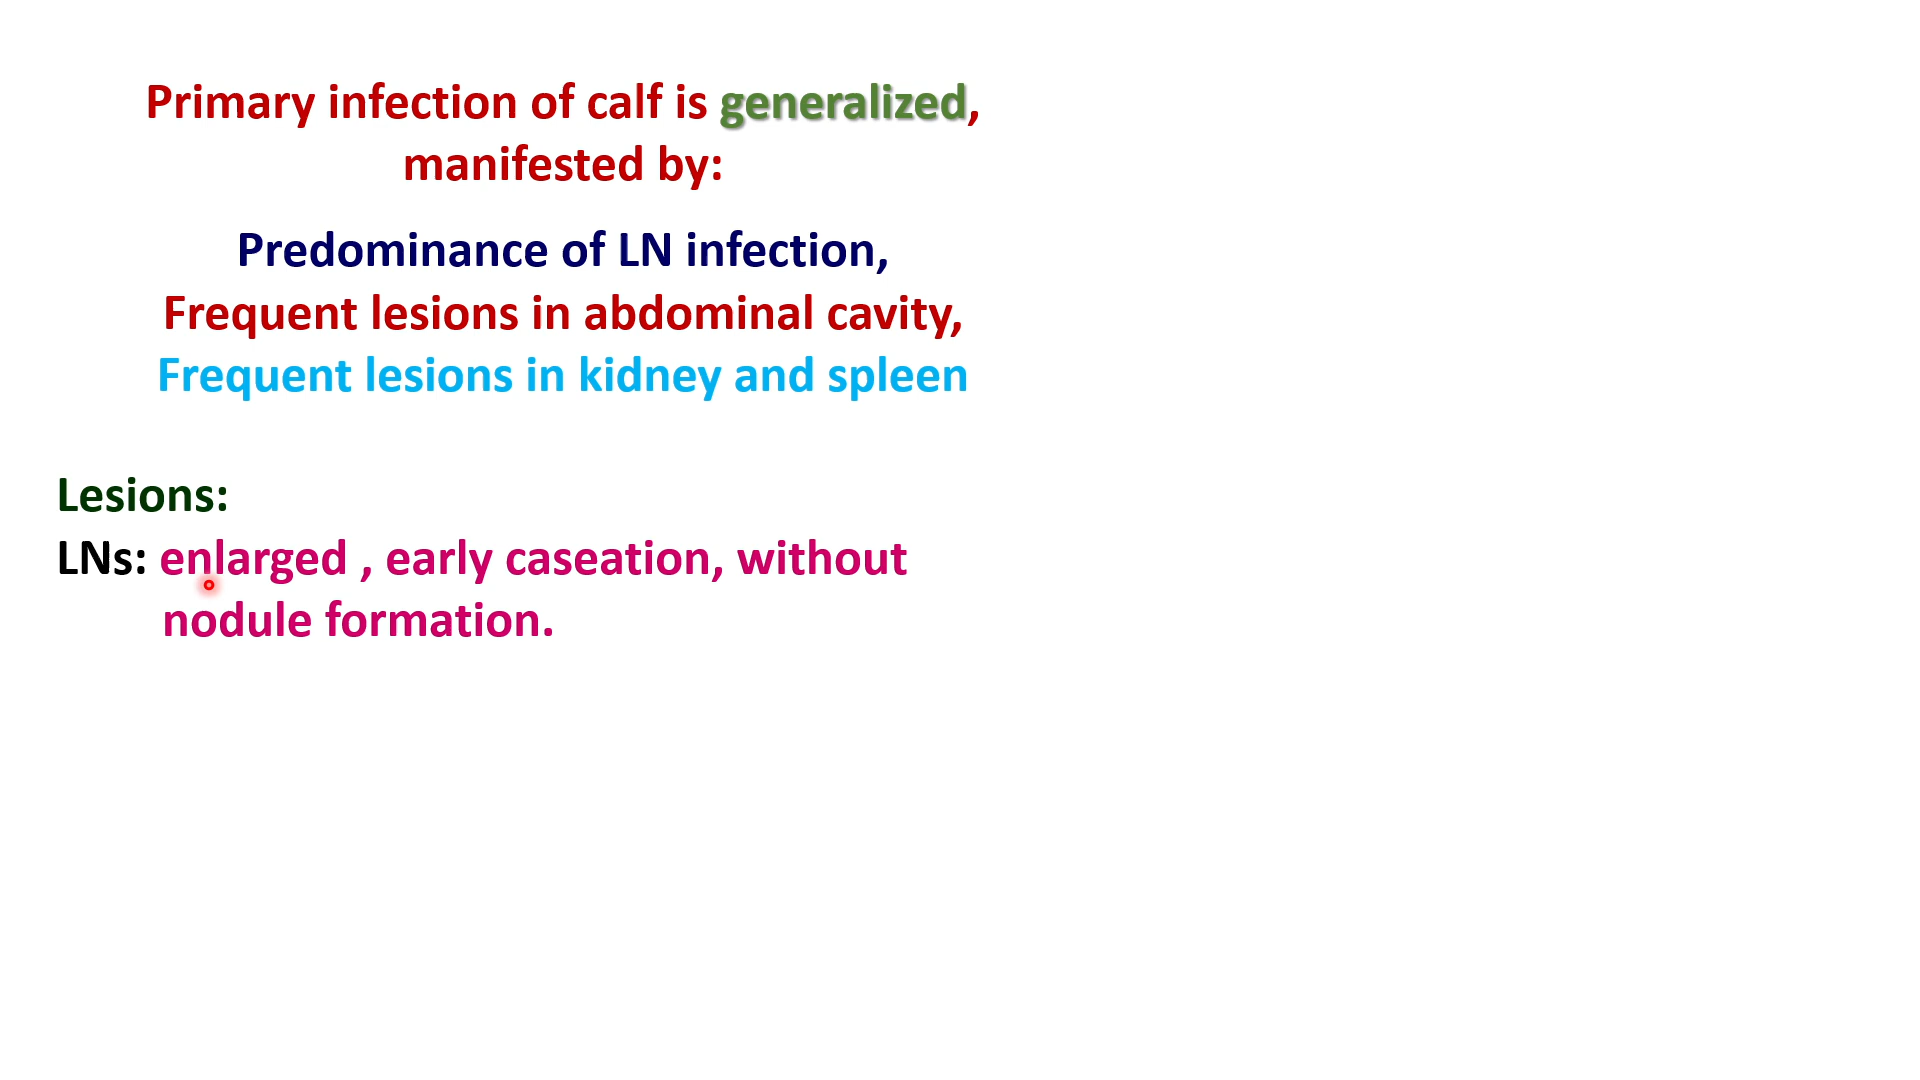 Primary infection of calf is generalized,
manifested by:
Predominance of LN infection,
Frequent lesions in abdominal cavity,
Frequent lesions in kidney and spleen
Lesions:
LNs: enlarged , early caseation, without
nodule formation.